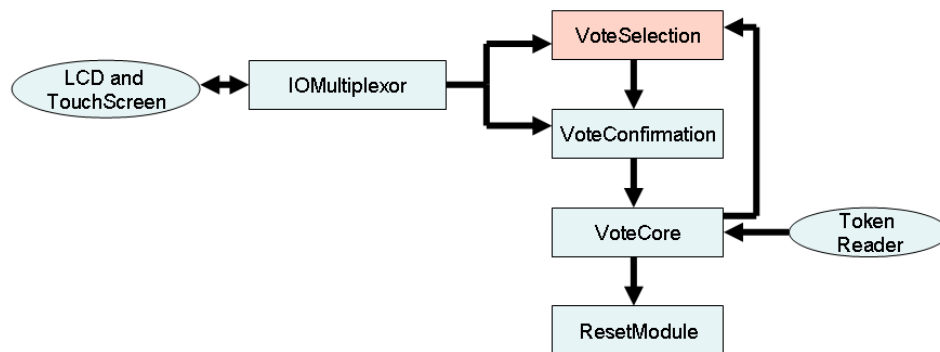 VoteSelection
LCD and
TouchScreen
IOMultiplexor
VoteConfirmation
VoteCore
Token
Reader
ResetModule